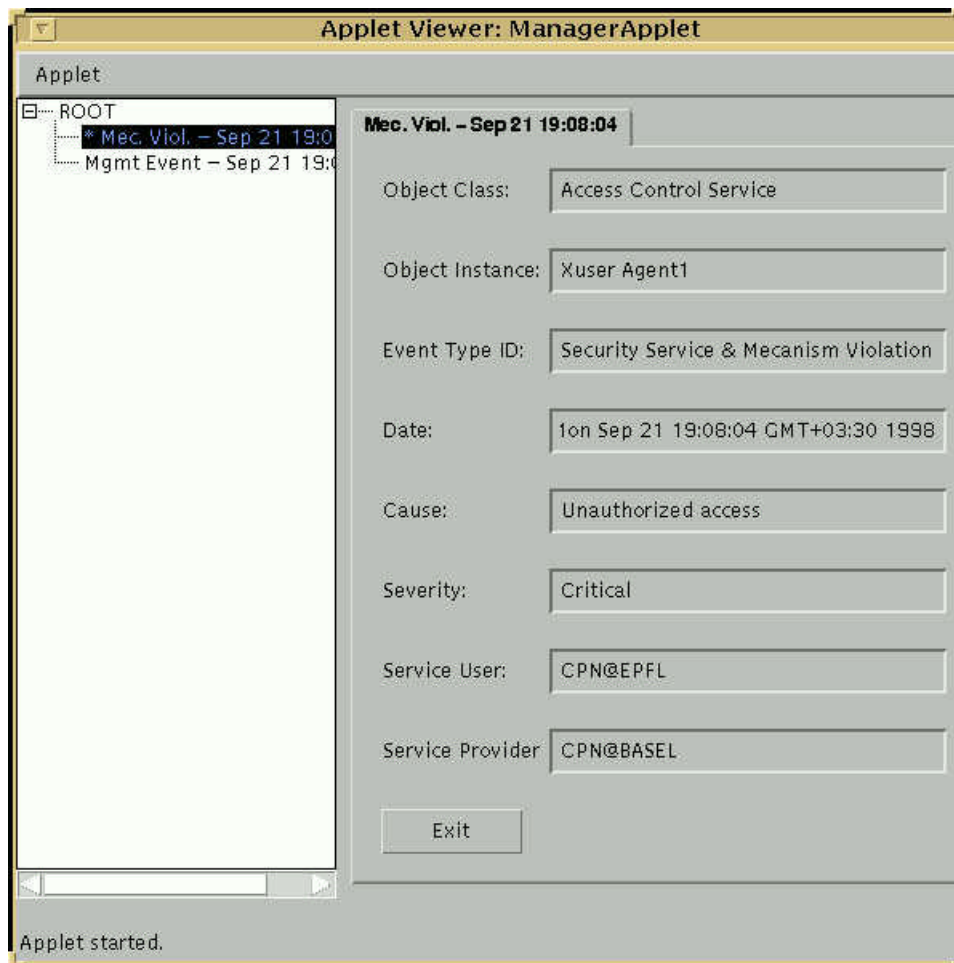 Applet Viewer: ManagerApplet
Applet
ROOT
* Mec. Viol. – Sep 21 19:0
Mgmt Event – Sep 21 19:0
Mec. Viol. – Sep 21 19:08:04
Object Class: Access Control Service
Object Instance: Xuser Agent1
Event Type ID: Security Service & Mecanism Violation
Date: 1on Sep 21 19:08:04 GMT+03:30 1998
Cause: Unauthorized access
Severity: Critical
Service User: CPN@EPFL
Service Provider CPN@BASEL
Exit
Applet started.